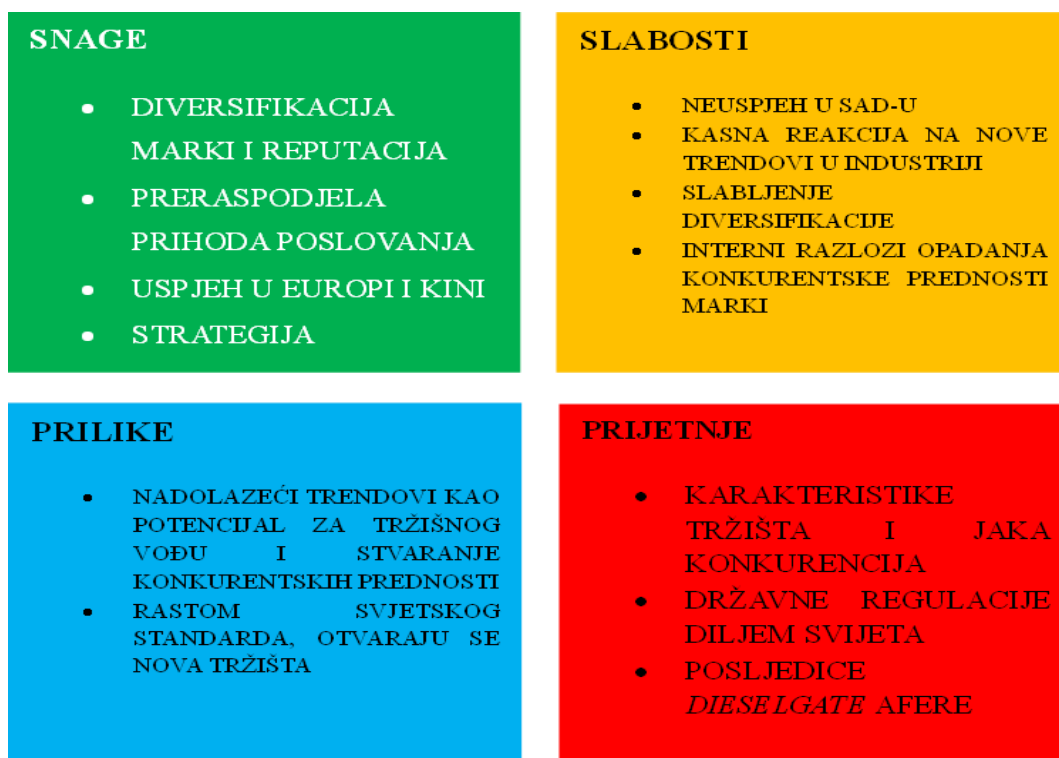 SNAGE
• DIVERSIFIKACIJA
MARKI I REPUTACIJA
• PRERASPODJELA
PRIHODA POSLOVANJA
• USPJEH U EUROPI I KINI
• STRATEGIJA
SLABOSTI
• NEUSPJEH U SAD-U
• KASNA REAKCIJA NA NOVE
TRENDOVI U INDUSTRIJI
• SLABLJENJE
DIVERSIFIKACIJE
• INTERNI RAZLOZI OPADANJA
KONKURENTSKE PREDNOSTI
MARKI
PRILIKE
• NADOLAZEĆI TRENDOVI KAO
POTENCIJAL ZA TRŽIŠNOG
VOĐU I STVARANJE
KONKURENTSKIH PREDNOSTI
• RASTOM SVJETSKOG
STANDARDA, OTVARAJU SE
NOVA TRŽIŠTA
PRIJETNJE
• KARAKTERISTIKE
TRŽIŠTA I JAKA
KONKURENCIJA
• DRŽAVNE REGULACIJE
DILJEM SVIJETA
• POSLJEDICE
DIESELGATE AFERE